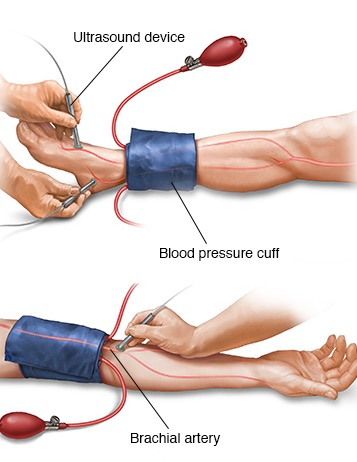 Ultrasound device
Blood pressure cuff
Brachial artery